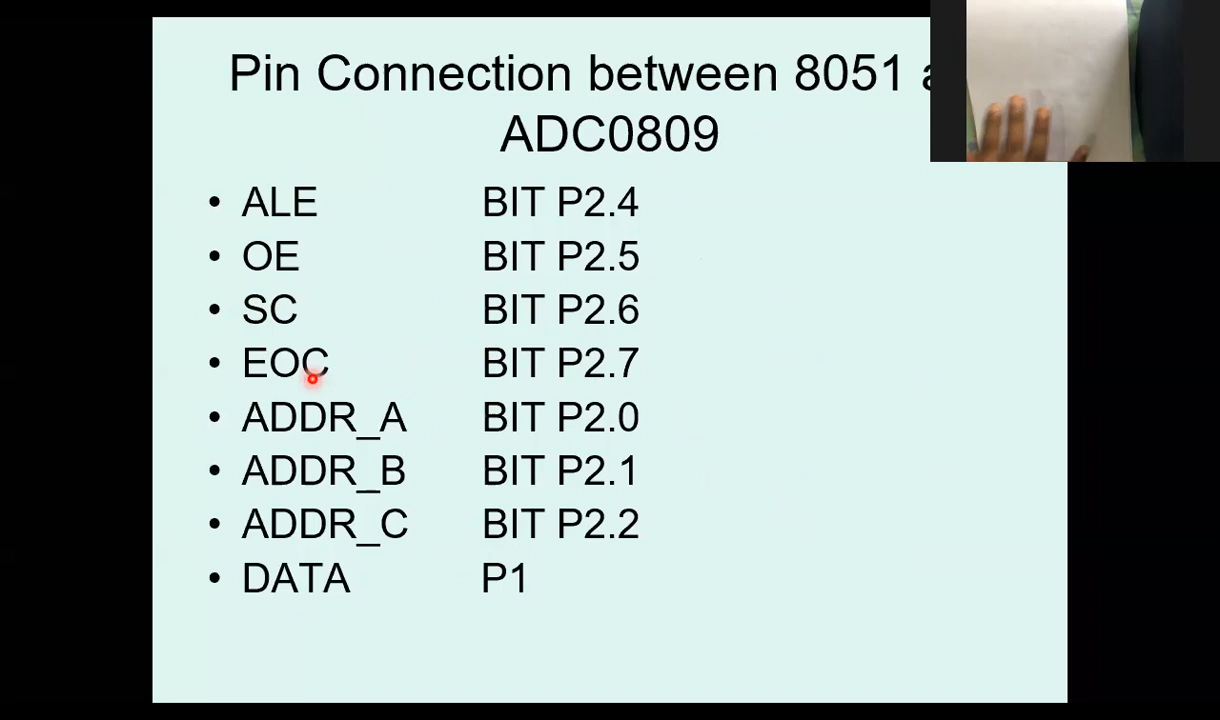 Pin Connection between 8051
ADC0809
• ALE BIT P2.4
• OE BIT P2.5
• SC BIT P2.6
• EOC BIT P2.7
• ADDR_A BIT P2.0
• ADDR_B BIT P2.1
• ADDR_C BIT P2.2
• DATA P1